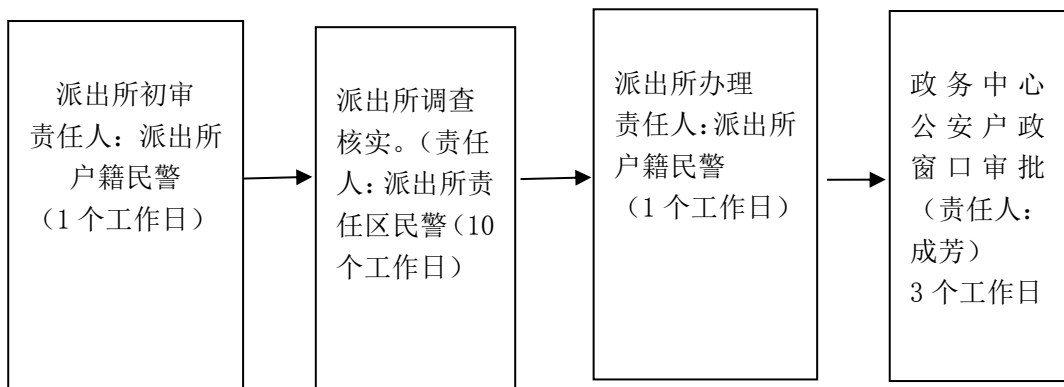 派出所初审
责任人：派出所
户籍民警
（1 个工作日）
派出所调查
核实。（责任
人：派出所责
任区民警（10
个工作日）
派出所办理
责任人：派出所
户籍民警
（1 个工作日）
政务中心
公安户政
窗口审批
（责任人：
成芳）
3 个工作日